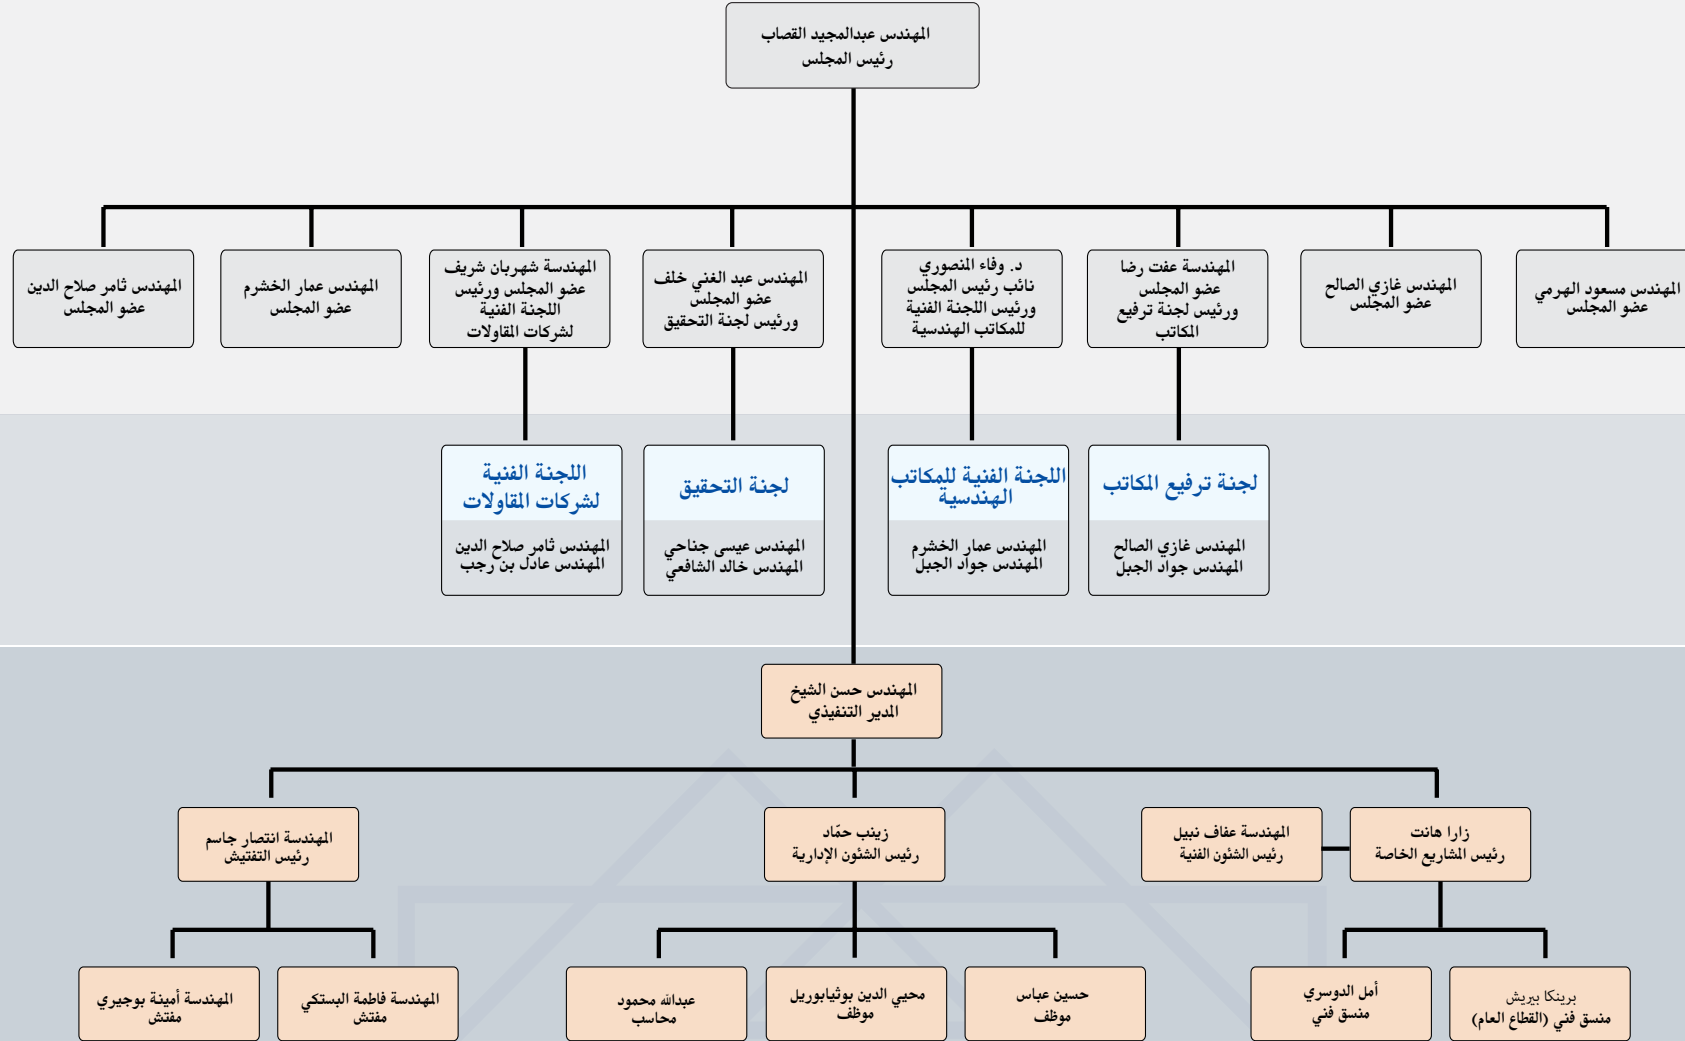 المهندس عبدالمجيد القصاب
رئيس المجلس
المهندس مسعود الهرمي
عضو المجلس
المهندس غازي الصالح
عضو المجلس
المهندسة عفت رضا
عضو المجلس
ورئيس لجنة ترفيع
المكاتب
د. وفاء المنصوري
نائب رئيس المجلس
ورئيس اللجنة الفنية
للمكاتب الهندسية
المهندس عبد الغني خلف
عضو المجلس
ورئيس لجنة التحقيق
المهندسة شهربان شريف
عضو المجلس ورئيس
اللجنة الفنية
لشركات المقاولات
المهندس عمار الخشرم
عضو المجلس
المهندس ثامر صلاح الدين
عضو المجلس
لجنة ترفيع المكاتب
المهندس غازي الصالح
المهندس جواد الجبل
اللجنة الفنية للمكاتب
الهندسية
المهندس عمار الخشرم
المهندس جواد الجبل
لجنة التحقيق
المهندس عيسى جناحي
المهندس خالد الشافعي
اللجنة الفنية
لشركات المقاولات
المهندس ثامر صلاح الدين
المهندس عادل بن رجب
المهندس حسن الشيخ
المدير التنفيذي
زارا هانت
رئيس المشاريع الخاصة
المهندسة عفاف نبيل
رئيس الشئون الفنية
زينب حمّاد
رئيس الشئون الإدارية
المهندسة انتصار جاسم
رئيس التفتيش
برينكا بيريش
منسق فني (القطاع العام)
أمل الدوسري
منسق فني
حسين عباس
موظف
محيي الدين بوثيابوريل
موظف
عبدالله محمود
محاسب
المهندسة فاطمة البستكي
مفتش
المهندسة أمينة بوجيري
مفتش